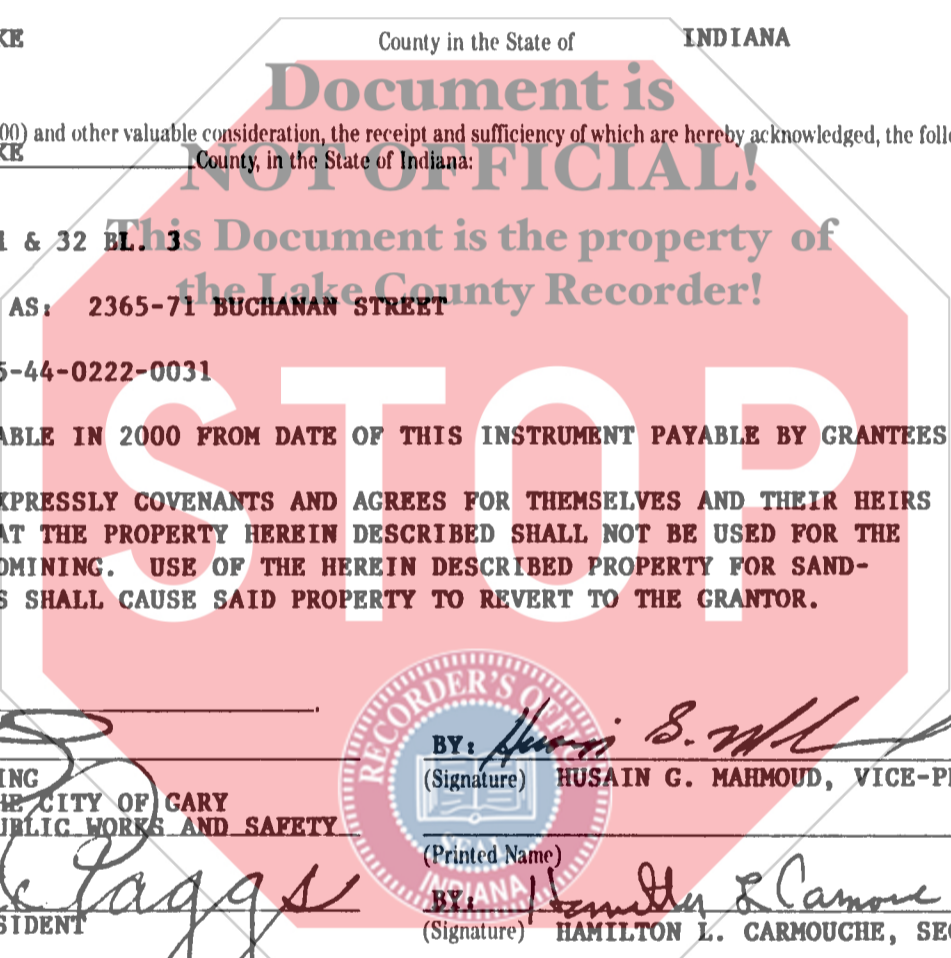 KE County in the State of INDIANA
Document is
00) and other valuable consideration, the receipt and sufficiency of which are hereby acknowledged, the foll
KE County, in the State of Indiana:
NOT OFFICIAL!
This Document is the property of
1 & 32 BL. 3
the Lake County Recorder!
AS: 2365-71 BUCHANAN STREET
5-44-0222-0031
STOP
ABLE IN 2000 FROM DATE OF THIS INSTRUMENT PAYABLE BY GRANTEES
XPRESSLY COVENANTS AND AGREES FOR THEMSELVES AND THEIR HEIRS
AT THE PROPERTY HEREIN DESCRIBED SHALL NOT BE USED FOR THE
OMINING. USE OF THE HEREIN DESCRIBED PROPERTY FOR SAND-
S SHALL CAUSE SAID PROPERTY TO REVERT TO THE GRANTOR.
RECORDER'S OFFICE
SEAL
INDIANA
BY:
ING (Signature) HUSAIN G. MAHMOUD, VICE-P
HE CITY OF GARY
UBLIC WORKS AND SAFETY
(Printed Name)
BY: Hamilton L Carmouche
SIDENT (Signature) HAMILTON L. CARMOUCHE, SEC